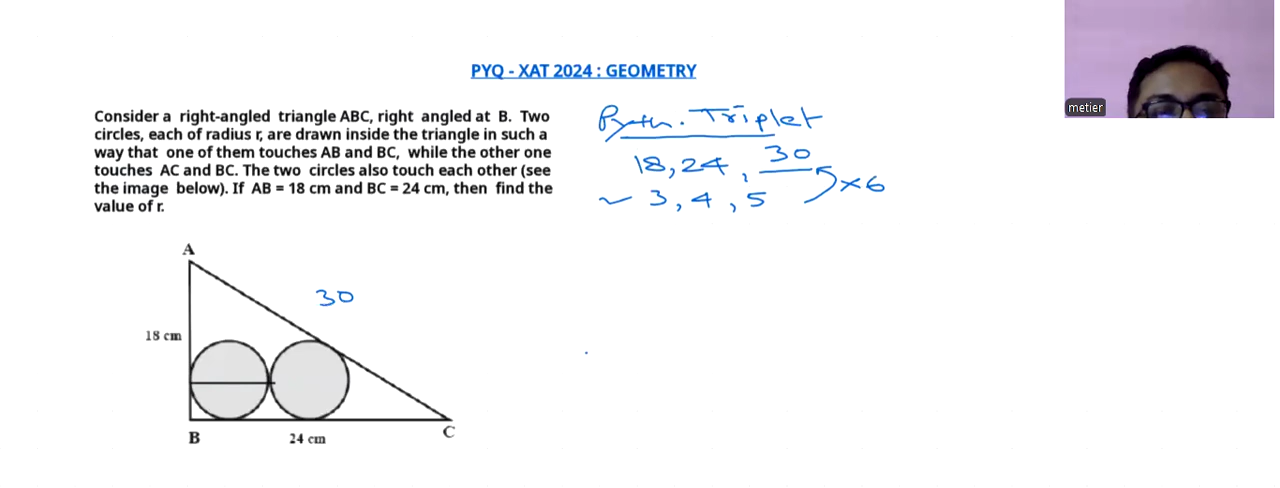 PYQ - XAT 2024 : GEOMETRY
metier
Consider a right-angled triangle ABC, right angled at B. Two
circles, each of radius r, are drawn inside the triangle in such a
way that one of them touches AB and BC, while the other one
touches AC and BC. The two circles also touch each other (see
the image below). If AB = 18 cm and BC = 24 cm, then find the
value of r.
Pyth. Triplet
18, 24, 30
3, 4, 5
×6
A
30
18 cm
B
24 cm
C